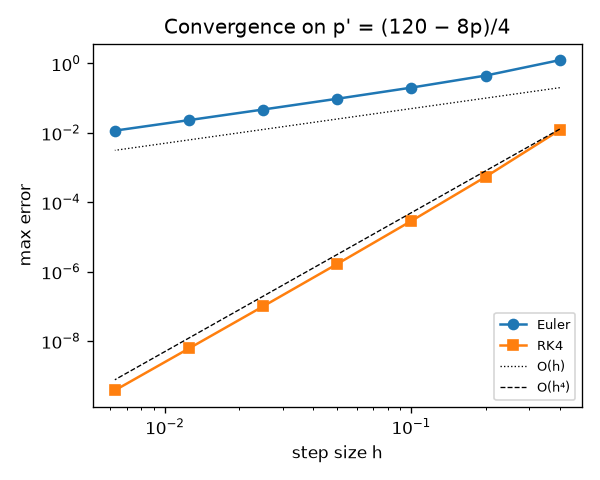 Convergence on p' = (120 − 8p)/4
max error
10⁰
10⁻²
10⁻⁴
10⁻⁶
10⁻⁸
Euler
RK4
O(h)
O(h⁴)
10⁻²
10⁻¹
step size h